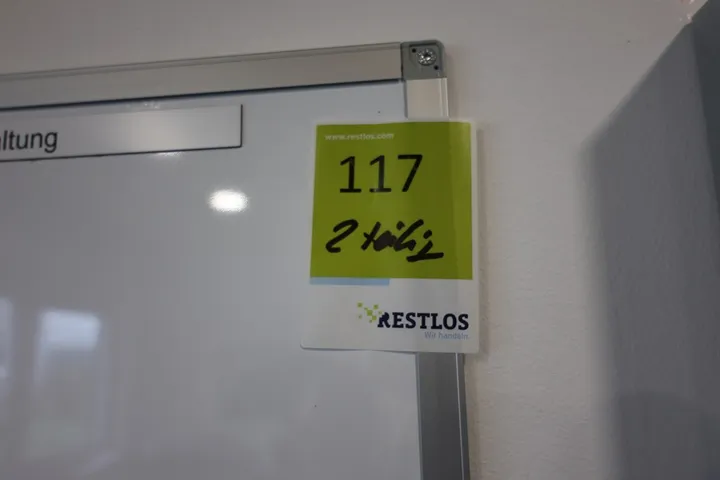 ltung
www.restlos.com
117
2 teilig
RESTLOS
Wir handeln.